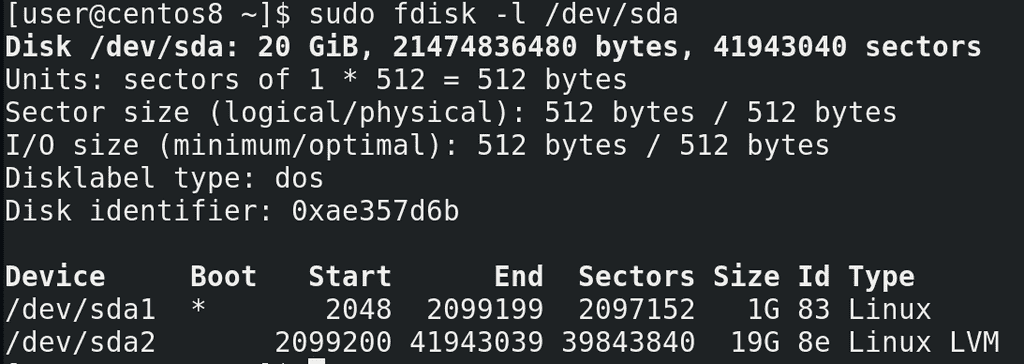 [user@centos8 ~]$ sudo fdisk -l /dev/sda
Disk /dev/sda: 20 GiB, 21474836480 bytes, 41943040 sectors
Units: sectors of 1 * 512 = 512 bytes
Sector size (logical/physical): 512 bytes / 512 bytes
I/O size (minimum/optimal): 512 bytes / 512 bytes
Disklabel type: dos
Disk identifier: 0xae357d6b

Device     Boot   Start      End  Sectors Size Id Type
/dev/sda1  *       2048  2099199  2097152   1G 83 Linux
/dev/sda2       2099200 41943039 39843840  19G 8e Linux LVM